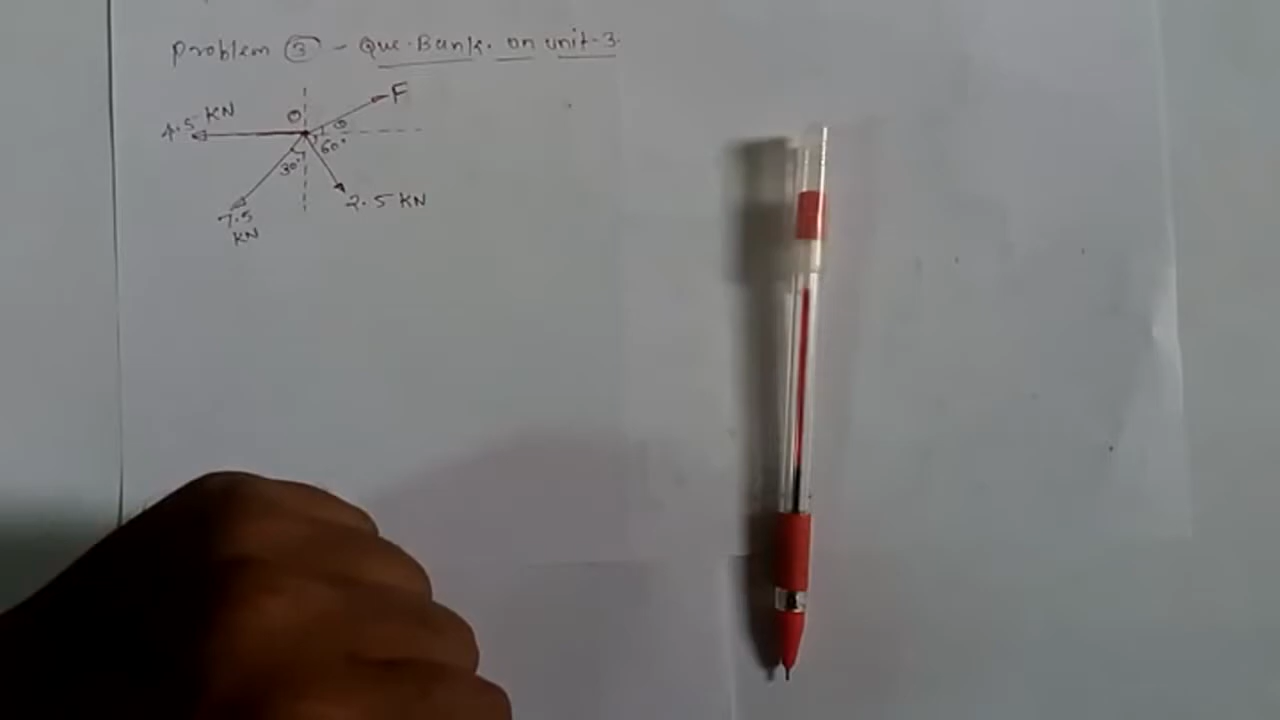 Problem ③ - Que. Bank. on unit-3.
4.5 KN
O
F
θ
60°
30°
2.5 KN
7.5
KN